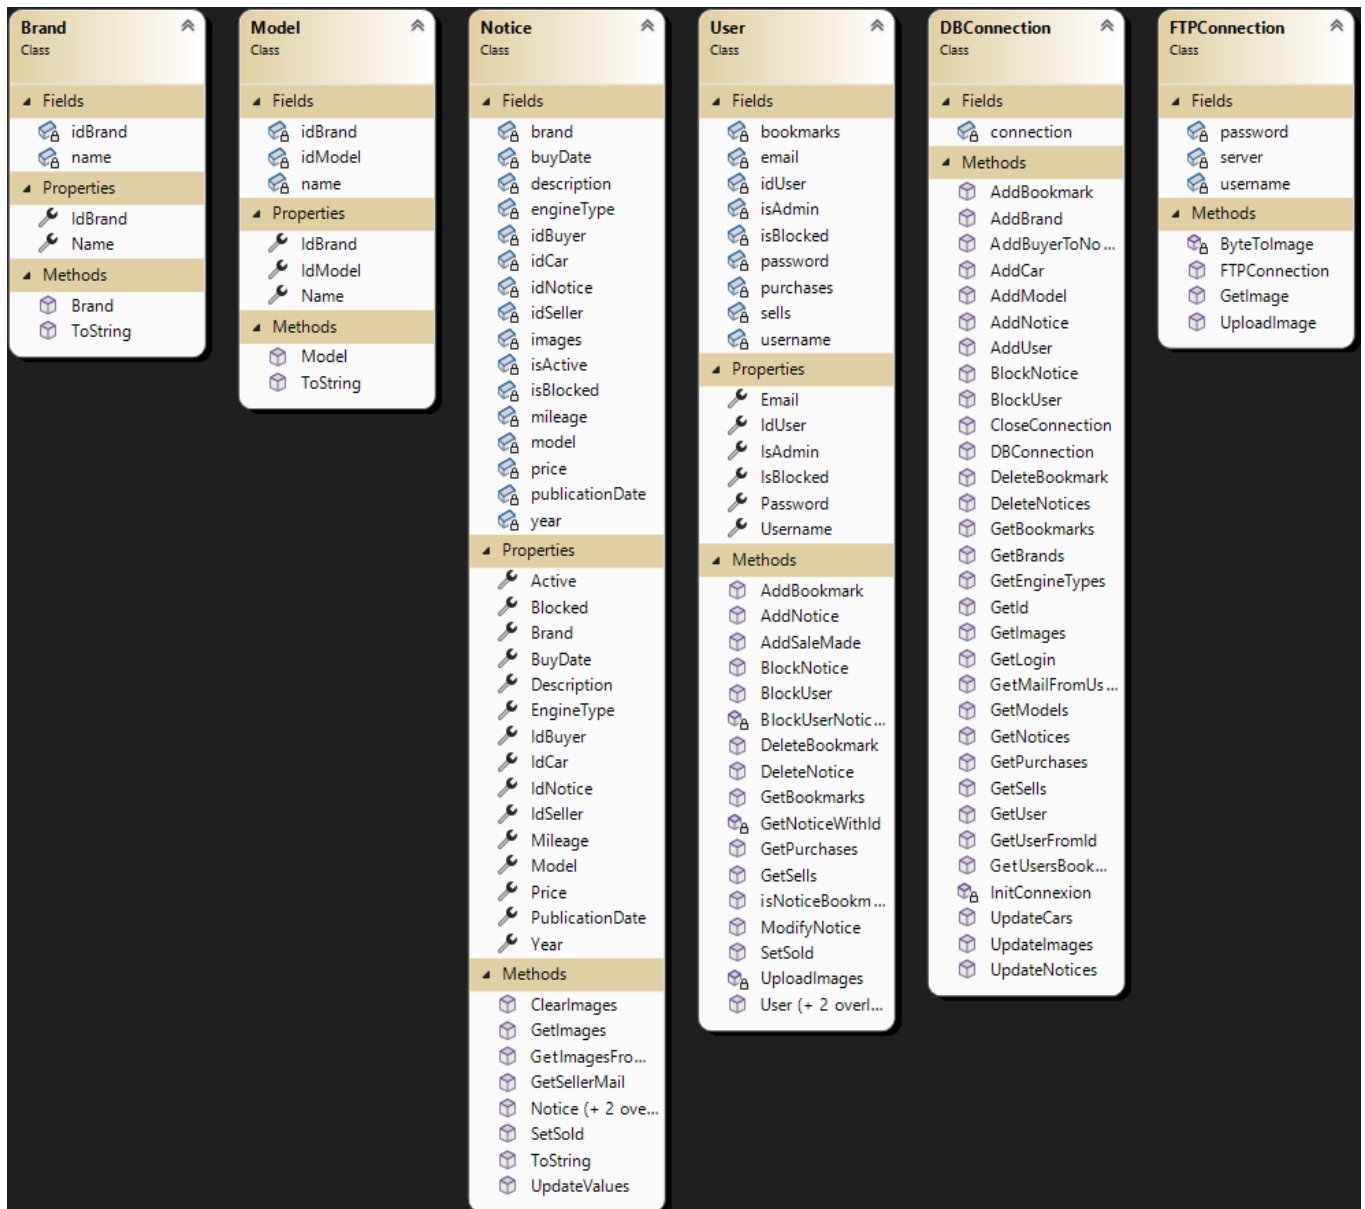 Brand
Class
Fields
idBrand
name
Properties
IdBrand
Name
Methods
Brand
ToString
Model
Class
Fields
idBrand
idModel
name
Properties
IdBrand
IdModel
Name
Methods
Model
ToString
Notice
Class
Fields
brand
buyDate
description
engineType
idBuyer
idCar
idNotice
idSeller
images
isActive
isBlocked
mileage
model
price
publicationDate
year
Properties
Active
Blocked
Brand
BuyDate
Description
EngineType
IdBuyer
IdCar
IdNotice
IdSeller
Mileage
Model
Price
PublicationDate
Year
Methods
ClearImages
GetImages
GetImagesFro...
GetSellerMail
Notice (+ 2 ove...
SetSold
ToString
UpdateValues
User
Class
Fields
bookmarks
email
idUser
isAdmin
isBlocked
password
purchases
sells
username
Properties
Email
IdUser
IsAdmin
IsBlocked
Password
Username
Methods
AddBookmark
AddNotice
AddSaleMade
BlockNotice
BlockUser
BlockUserNotic...
DeleteBookmark
DeleteNotice
GetBookmarks
GetNoticeWithId
GetPurchases
GetSells
isNoticeBookm...
ModifyNotice
SetSold
UploadImages
User (+ 2 overl...
DBConnection
Class
Fields
connection
Methods
AddBookmark
AddBrand
AddBuyerToNo...
AddCar
AddModel
AddNotice
AddUser
BlockNotice
BlockUser
CloseConnection
DBConnection
DeleteBookmark
DeleteNotices
GetBookmarks
GetBrands
GetEngineTypes
GetId
GetImages
GetLogin
GetMailFromUs...
GetModels
GetNotices
GetPurchases
GetSells
GetUser
GetUserFromId
GetUsersBook...
InitConnexion
UpdateCars
UpdateImages
UpdateNotices
FTPConnection
Class
Fields
password
server
username
Methods
ByteToImage
FTPConnection
GetImage
UploadImage